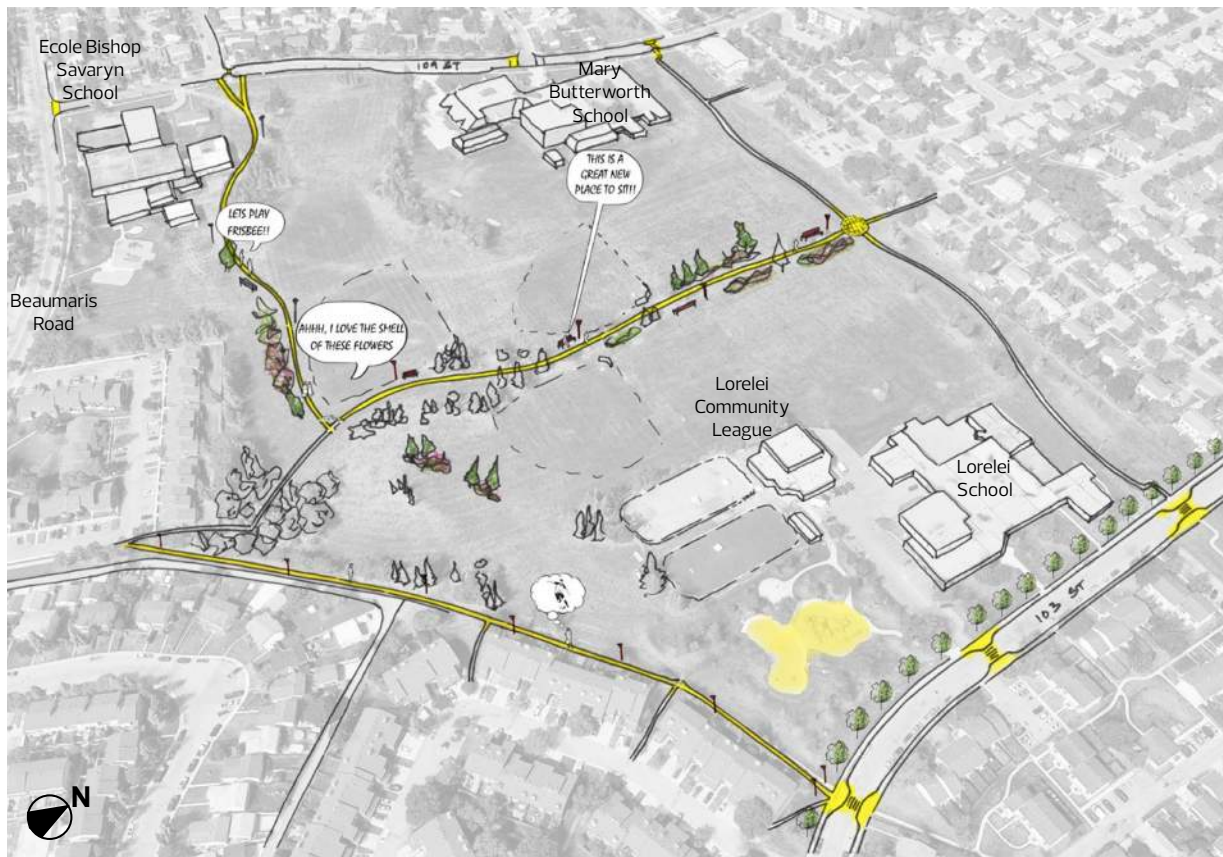 Ecole Bishop
Savaryn
School
109 ST
Mary
Butterworth
School
THIS IS A
GREAT NEW
PLACE TO SIT!!
LETS PLAY
FRISBEE!!
Beaumaris
Road
AHHH, I LOVE THE SMELL
OF THESE FLOWERS
Lorelei
Community
League
Lorelei
School
103 ST
N